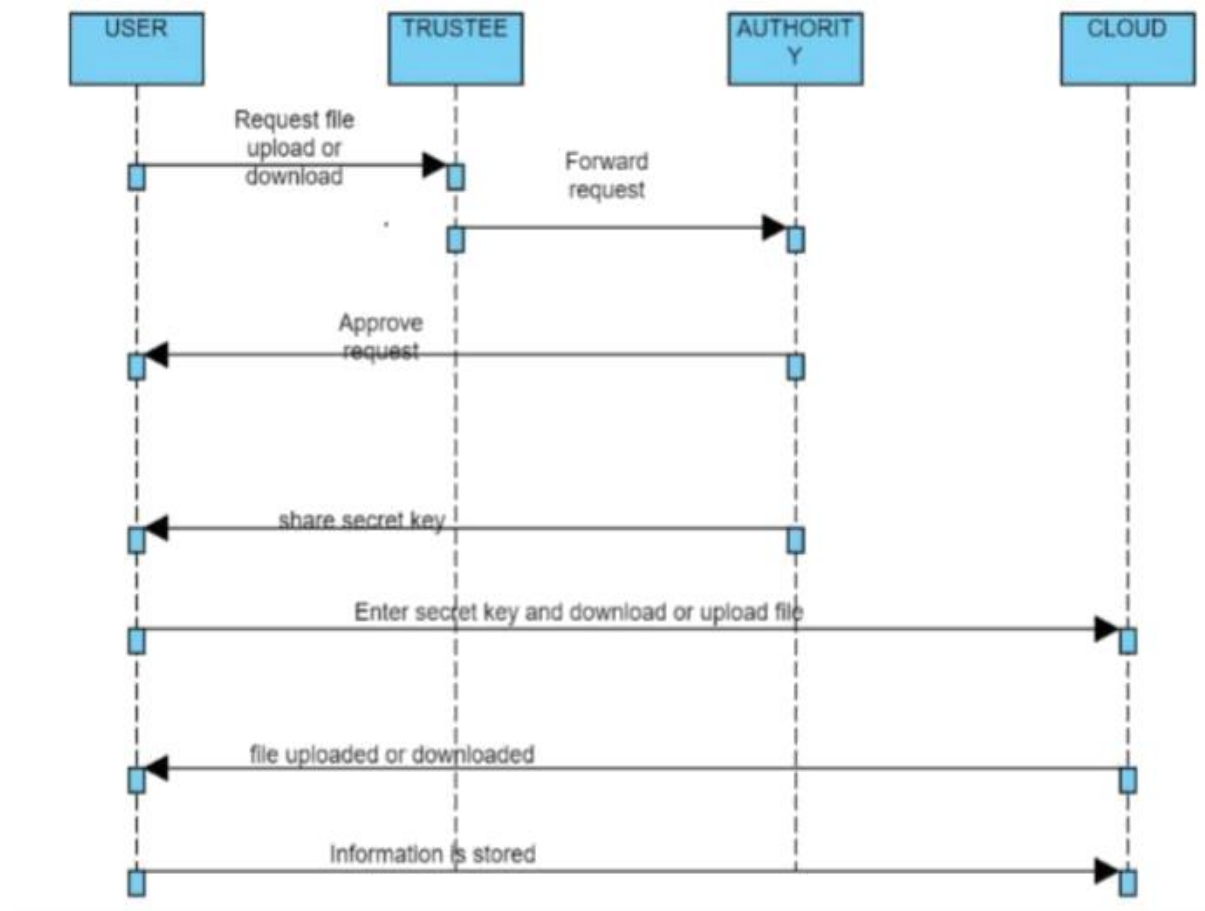 USER
TRUSTEE
AUTHORIT
Y
CLOUD
Request file
upload or
download
Forward
request
Approve
request
share secret key
Enter secret key and download or upload file
file uploaded or downloaded
Information is stored